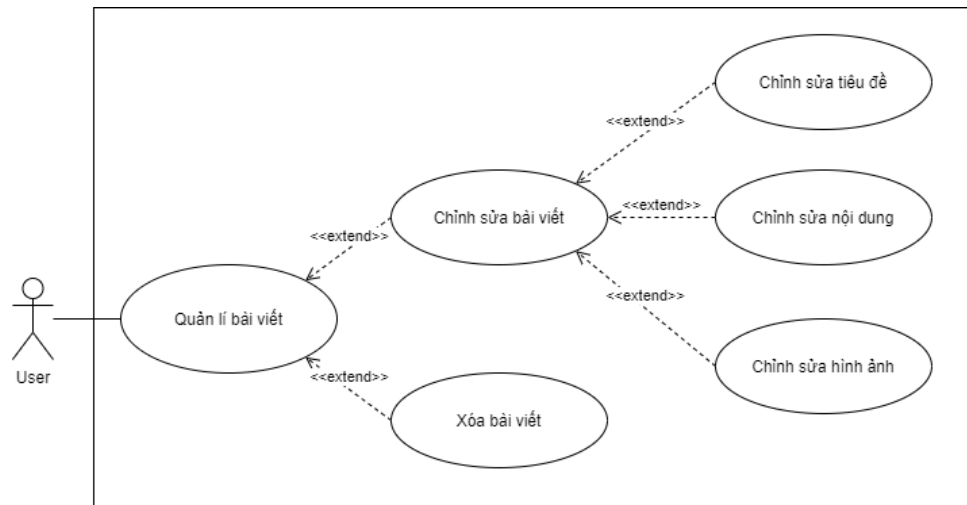 Chỉnh sửa tiêu đề
<<extend>>
Chỉnh sửa bài viết
<<extend>>
Chỉnh sửa nội dung
<<extend>>
<<extend>>
Quản lí bài viết
User
Chỉnh sửa hình ảnh
<<extend>>
Xóa bài viết